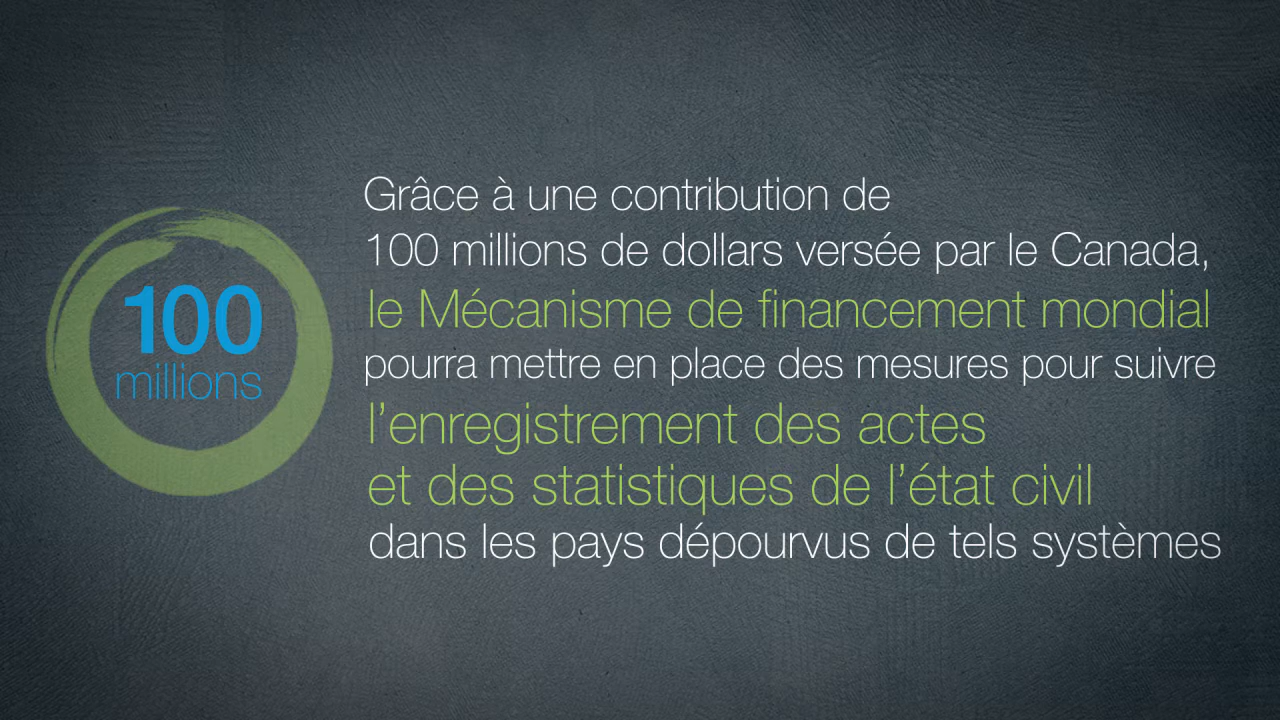 100
millions
Grâce à une contribution de
100 millions de dollars versée par le Canada,
le Mécanisme de financement mondial
pourra mettre en place des mesures pour suivre
l’enregistrement des actes
et des statistiques de l’état civil
dans les pays dépourvus de tels systèmes